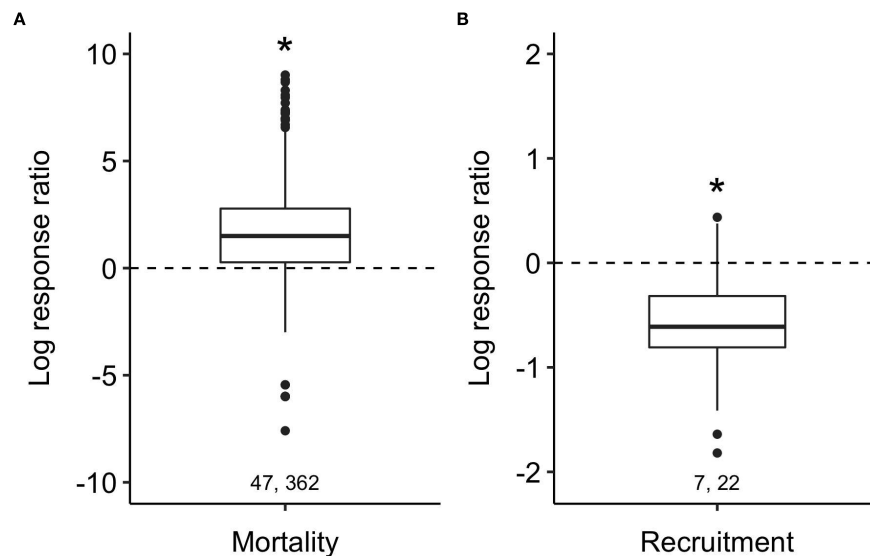 A
*
10
5
0
-5
-10
Log response ratio
47, 362
Mortality
B
2
*
1
0
-1
-2
Log response ratio
7, 22
Recruitment